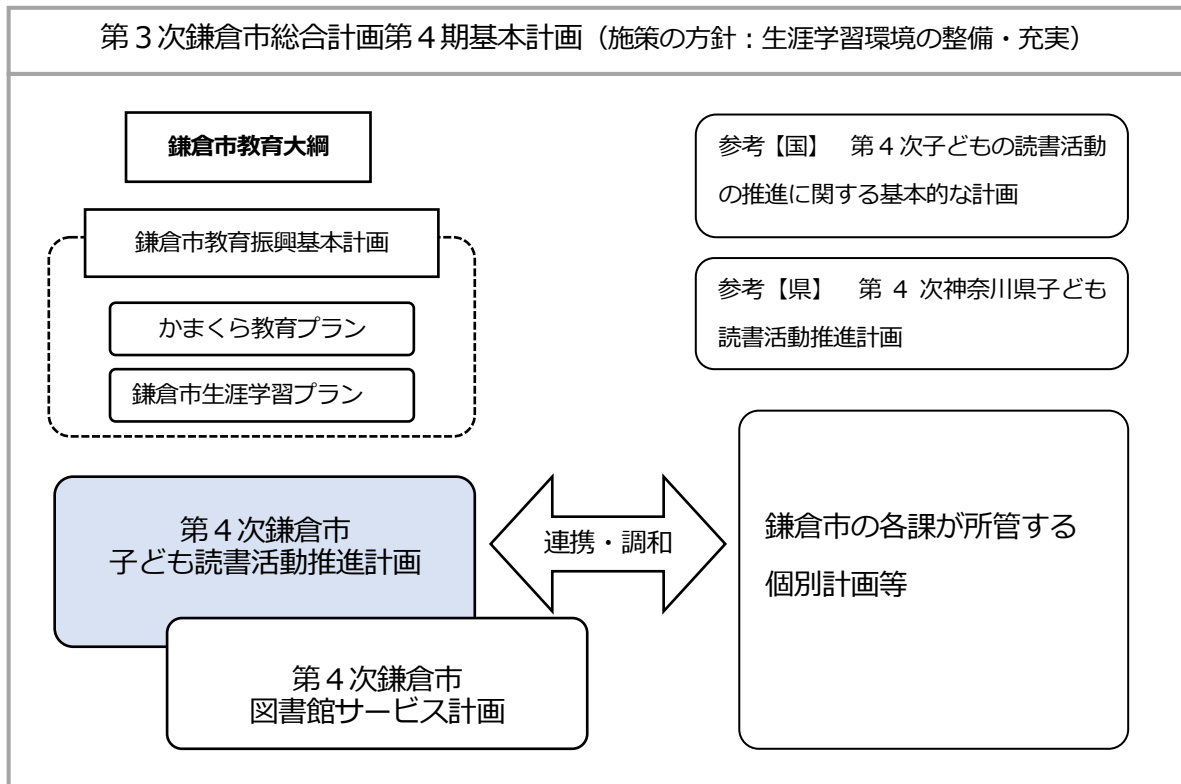 第３次鎌倉市総合計画第４期基本計画（施策の方針：生涯学習環境の整備・充実）
鎌倉市教育大綱
鎌倉市教育振興基本計画
かまくら教育プラン
鎌倉市生涯学習プラン
参考【国】　第４次子どもの読書活動
の推進に関する基本的な計画
参考【県】　第 4 次神奈川県子ども
読書活動推進計画
第４次鎌倉市
子ども読書活動推進計画
連携・調和
鎌倉市の各課が所管する
個別計画等
第４次鎌倉市
図書館サービス計画